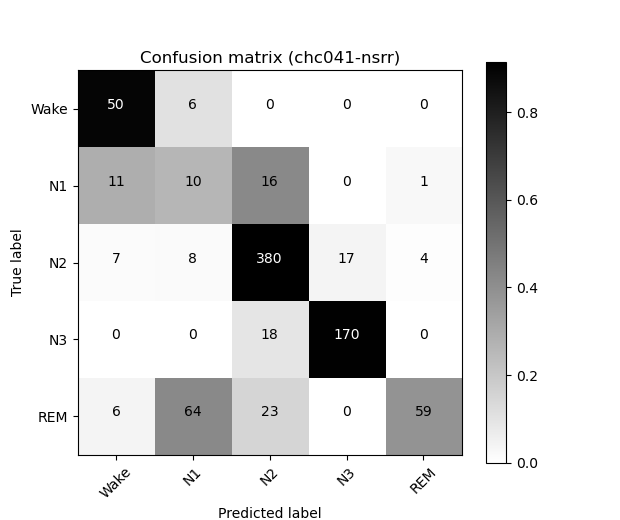 Confusion matrix (chc041-nsrr)
True label
Wake 50 6 0 0 0
N1 11 10 16 0 1
N2 7 8 380 17 4
N3 0 0 18 170 0
REM 6 64 23 0 59
Wake N1 N2 N3 REM
Predicted label
0.8
0.6
0.4
0.2
0.0